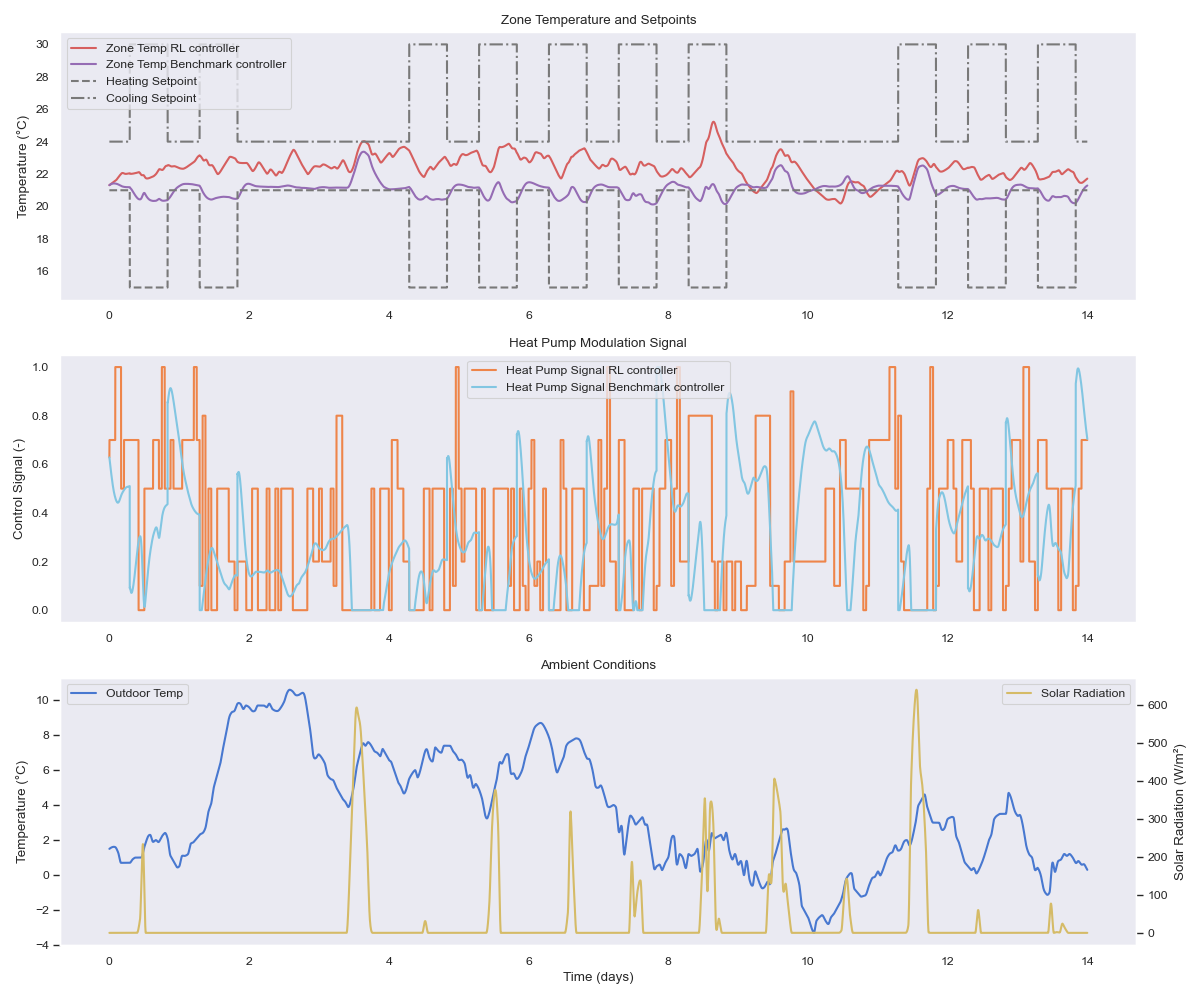 Zone Temperature and Setpoints
Temperature (°C)
30
28
26
24
22
20
18
16
Zone Temp RL controller
Zone Temp Benchmark controller
Heating Setpoint
Cooling Setpoint
0 2 4 6 8 10 12 14
Heat Pump Modulation Signal
Control Signal (-)
1.0
0.8
0.6
0.4
0.2
0.0
Heat Pump Signal RL controller
Heat Pump Signal Benchmark controller
0 2 4 6 8 10 12 14
Ambient Conditions
Temperature (°C)
10
8
6
4
2
0
−2
−4
Outdoor Temp
Solar Radiation
600
500
400
300
200
100
0
Solar Radiation (W/m²)
0 2 4 6 8 10 12 14
Time (days)